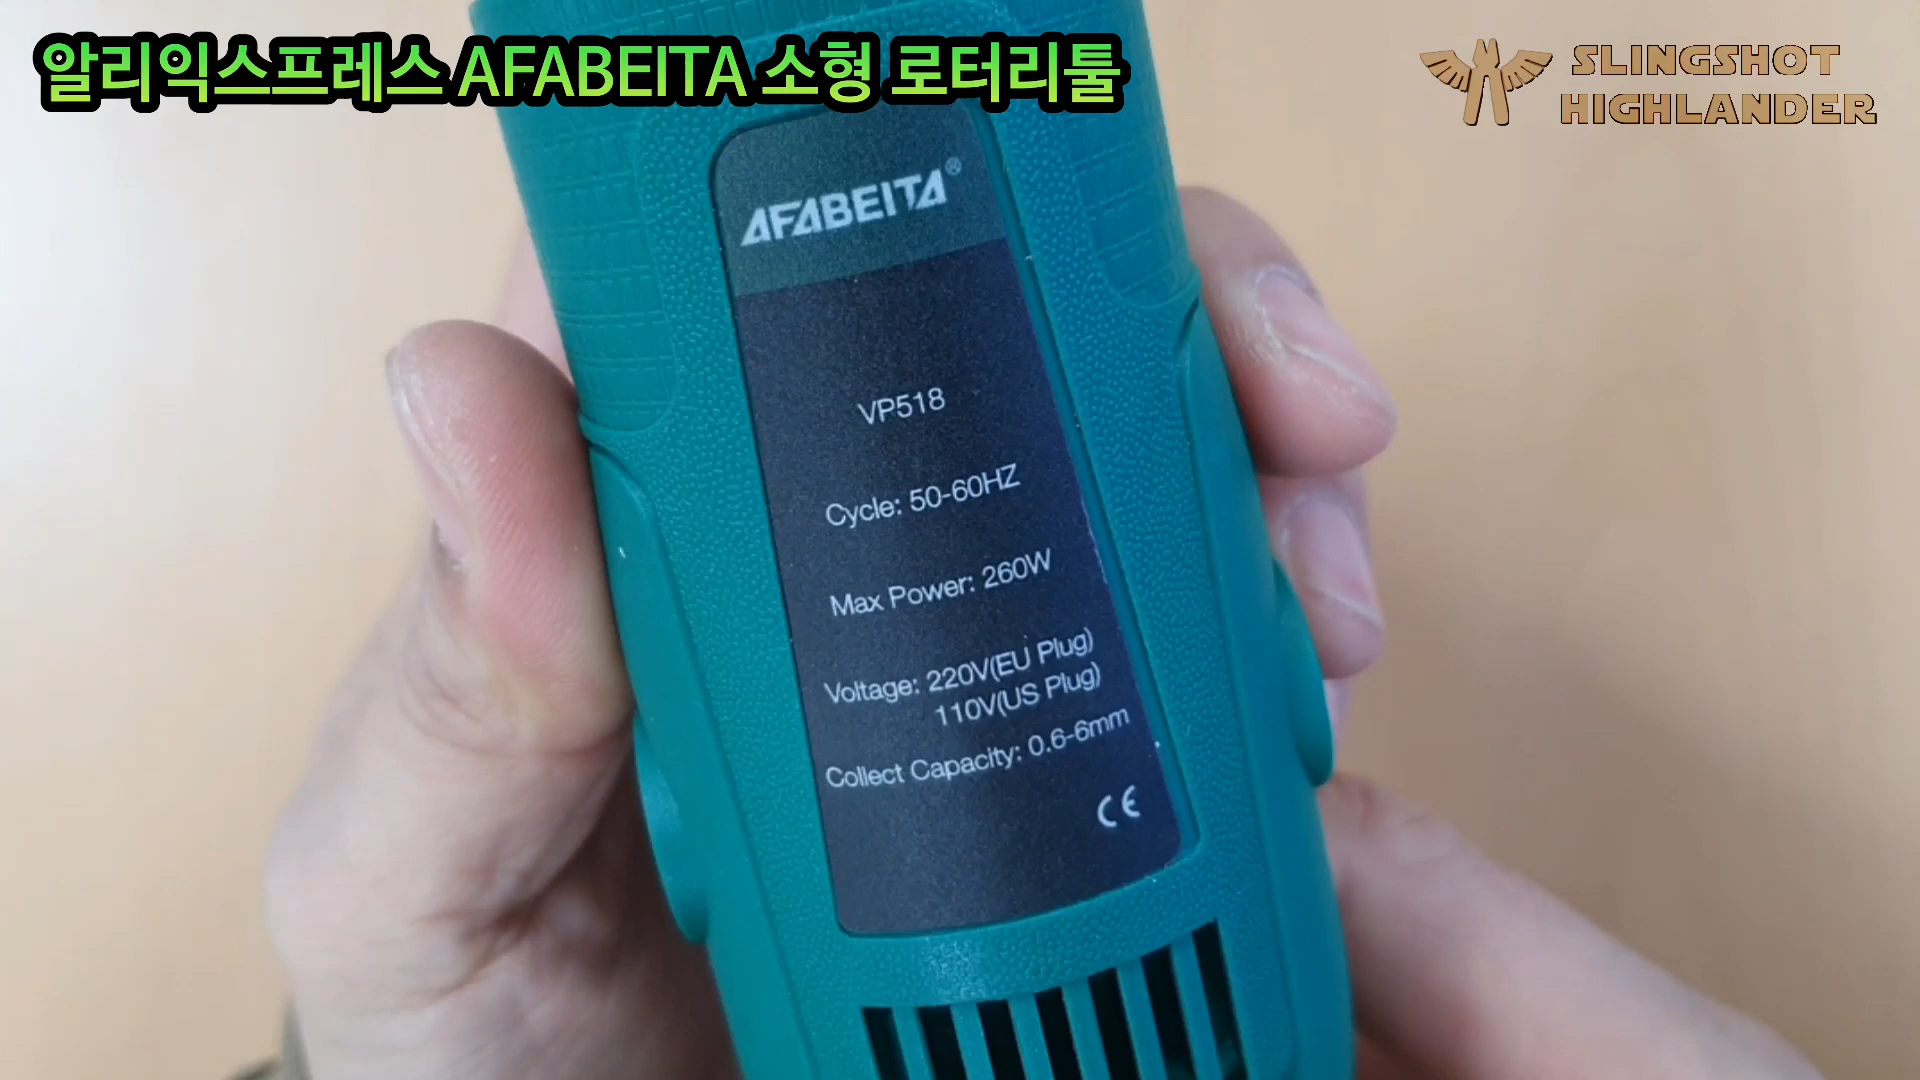 알리익스프레스 AFABEITA 소형 로터리툴
SLINGSHOT
HIGHLANDER
AFABEITA®
VP518
Cycle: 50-60HZ
Max Power: 260W
Voltage: 220V(EU Plug)
110V(US Plug)
Collect Capacity: 0.6-6mm
CE